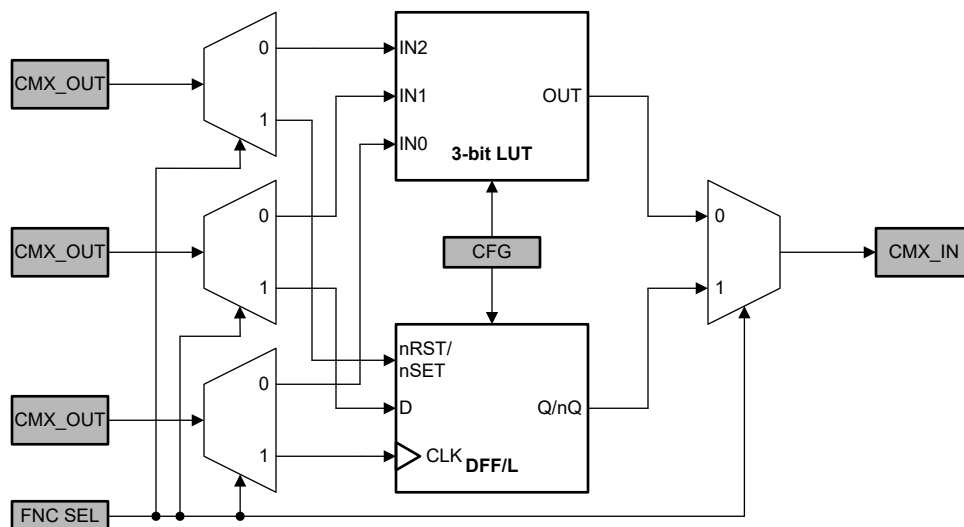 0
IN2
CMX_OUT
IN1
OUT
1
IN0
3-bit LUT
0
0
CMX_OUT
CFG
CMX_IN
1
1
nRST/
nSET
0
CMX_OUT
D
Q/nQ
1
CLK
DFF/L
FNC SEL